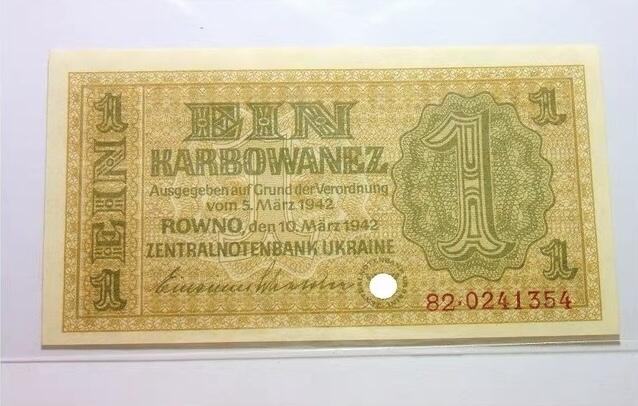 1 EIN 1
EIN
KARBOWANEZ
Ausgegeben auf Grund der Verordnung
vom 5. März 1942
ROWNO, den 10. März 1942
ZENTRALNOTENBANK UKRAINE
1
1
1
82·0241354